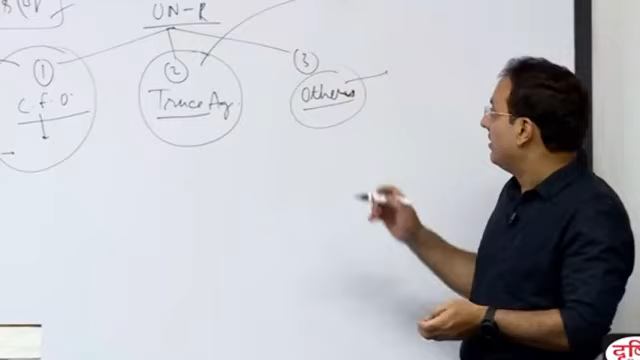 UN-R
① ② ③
C.F.O. Truce Ag. Others